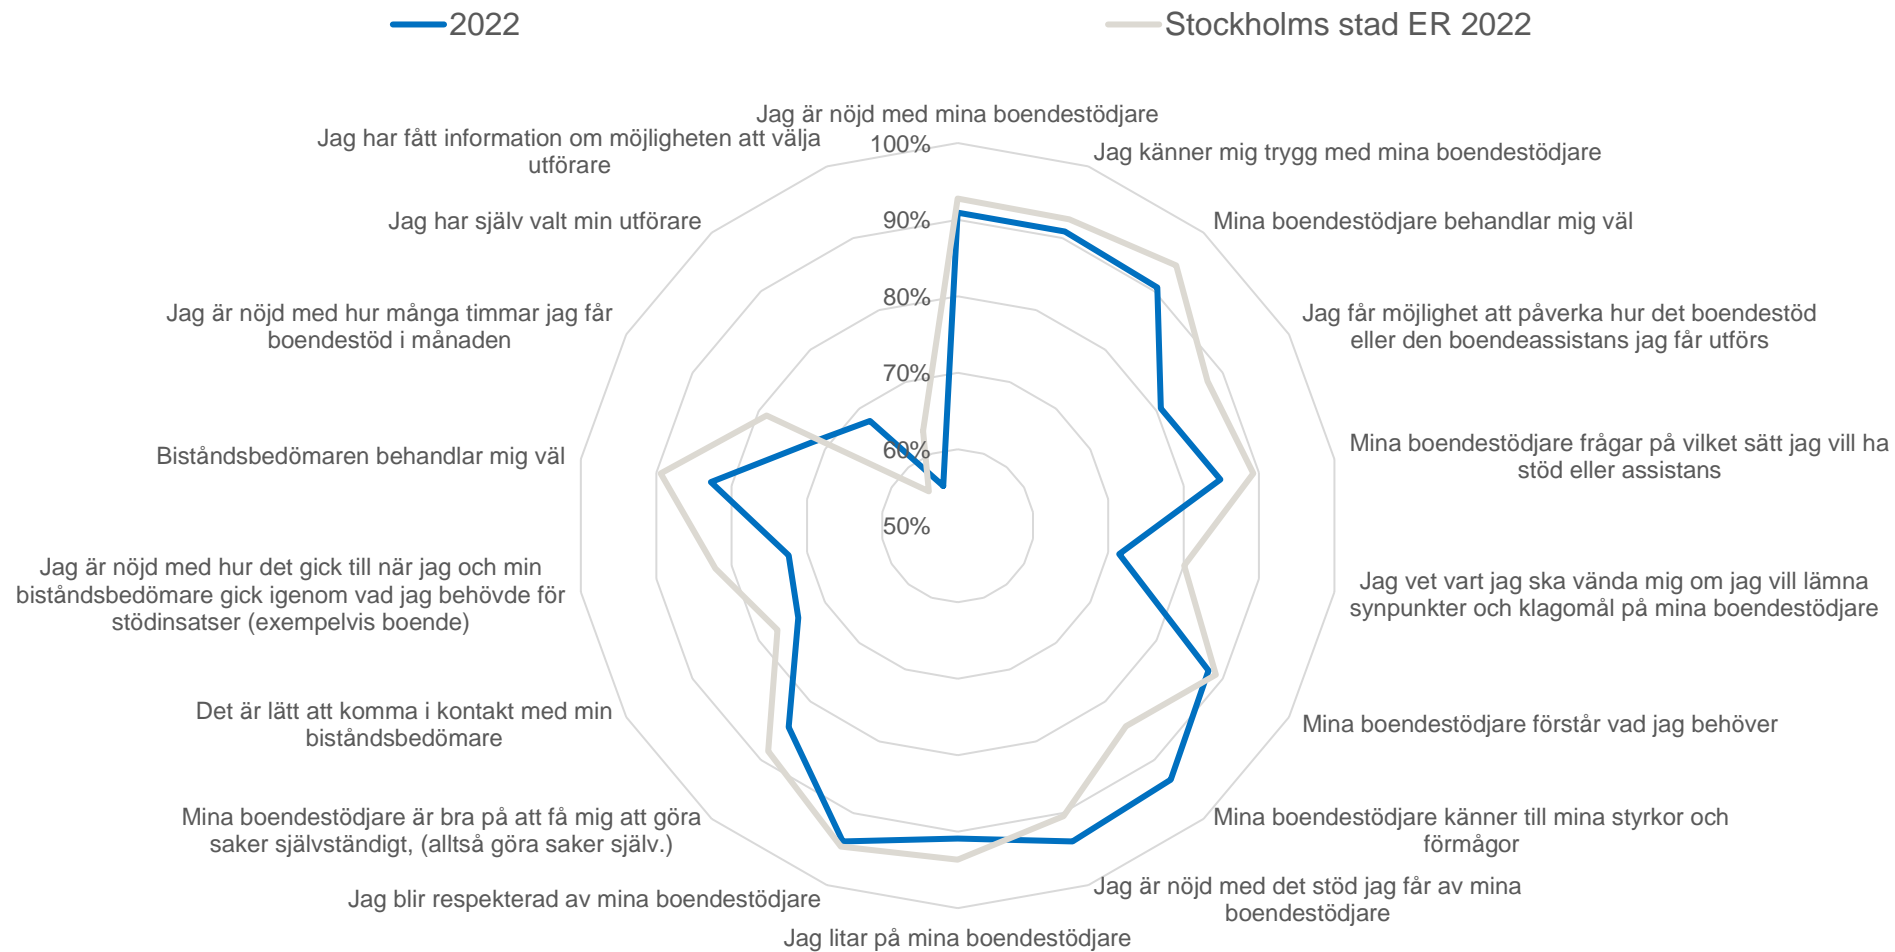 2022
Stockholms stad ER 2022
Jag är nöjd med mina boendestödjare
Jag känner mig trygg med mina boendestödjare
Mina boendestödjare behandlar mig väl
Jag får möjlighet att påverka hur det boendestöd
eller den boendeassistans jag får utförs
Mina boendestödjare frågar på vilket sätt jag vill ha
stöd eller assistans
Jag vet vart jag ska vända mig om jag vill lämna
synpunkter och klagomål på mina boendestödjare
Mina boendestödjare förstår vad jag behöver
Mina boendestödjare känner till mina styrkor och
förmågor
Jag är nöjd med det stöd jag får av mina
boendestödjare
Jag litar på mina boendestödjare
Jag blir respekterad av mina boendestödjare
Mina boendestödjare är bra på att få mig att göra
saker självständigt, (alltså göra saker själv.)
Det är lätt att komma i kontakt med min
biståndsbedömare
Jag är nöjd med hur det gick till när jag och min
biståndsbedömare gick igenom vad jag behövde för
stödinsatser (exempelvis boende)
Biståndsbedömaren behandlar mig väl
Jag är nöjd med hur många timmar jag får
boendestöd i månaden
Jag har själv valt min utförare
Jag har fått information om möjligheten att välja
utförare
100%
90%
80%
70%
60%
50%